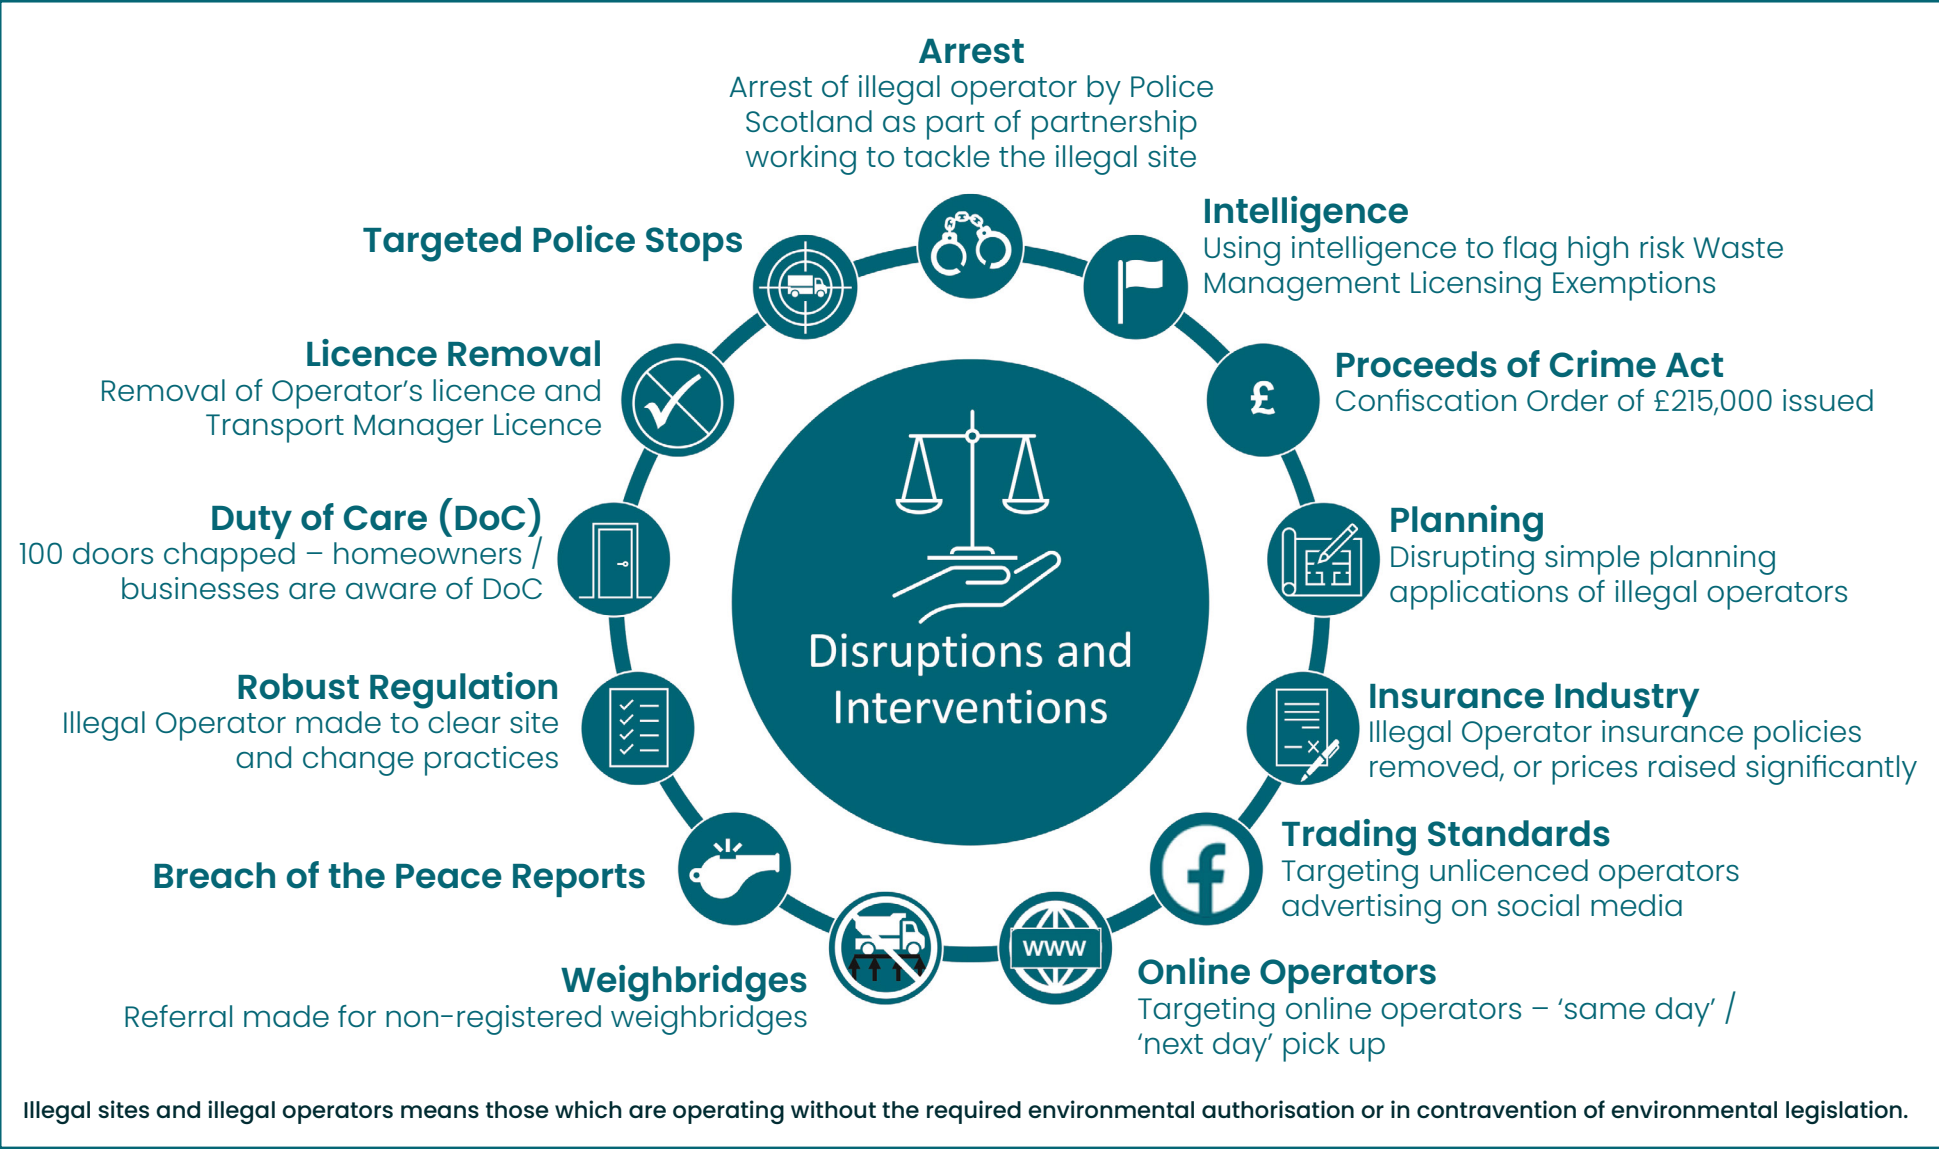 Arrest
Arrest of illegal operator by Police
Scotland as part of partnership
working to tackle the illegal site
Intelligence
Using intelligence to flag high risk Waste
Management Licensing Exemptions
£
Proceeds of Crime Act
Confiscation Order of £215,000 issued
Planning
Disrupting simple planning
applications of illegal operators
Insurance Industry
Illegal Operator insurance policies
removed, or prices raised significantly
f
Trading Standards
Targeting unlicenced operators
advertising on social media
www
Online Operators
Targeting online operators – ‘same day’ /
‘next day’ pick up
Weighbridges
Referral made for non-registered weighbridges
Breach of the Peace Reports
Robust Regulation
Illegal Operator made to clear site
and change practices
Duty of Care (DoC)
100 doors chapped – homeowners /
businesses are aware of DoC
Licence Removal
Removal of Operator’s licence and
Transport Manager Licence
Targeted Police Stops
Disruptions and
Interventions
Illegal sites and illegal operators means those which are operating without the required environmental authorisation or in contravention of environmental legislation.